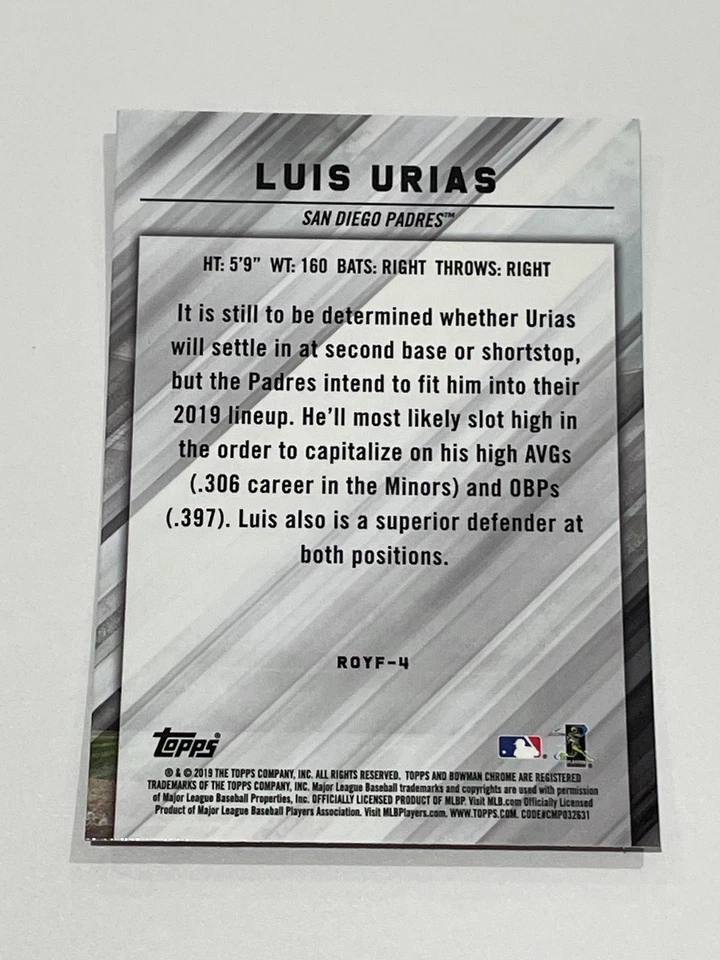 LUIS URIAS
SAN DIEGO PADRES™
HT: 5'9" WT: 160 BATS: RIGHT THROWS: RIGHT
It is still to be determined whether Urias
will settle in at second base or shortstop,
but the Padres intend to fit him into their
2019 lineup. He'll most likely slot high in
the order to capitalize on his high AVGs
(.306 career in the Minors) and OBPs
(.397). Luis also is a superior defender at
both positions.
ROYF-4
topps
® & © 2019 THE TOPPS COMPANY, INC. ALL RIGHTS RESERVED. TOPPS AND BOWMAN CHROME ARE REGISTERED
TRADEMARKS OF THE TOPPS COMPANY, INC. Major League Baseball trademarks and copyrights are used with permission
of Major League Baseball Properties, Inc. OFFICIALLY LICENSED PRODUCT OF MLBP. Visit MLB.com Officially Licensed
Product of Major League Baseball Players Association. Visit MLBPlayers.com. WWW.TOPPS.COM. CODE#CMP032631